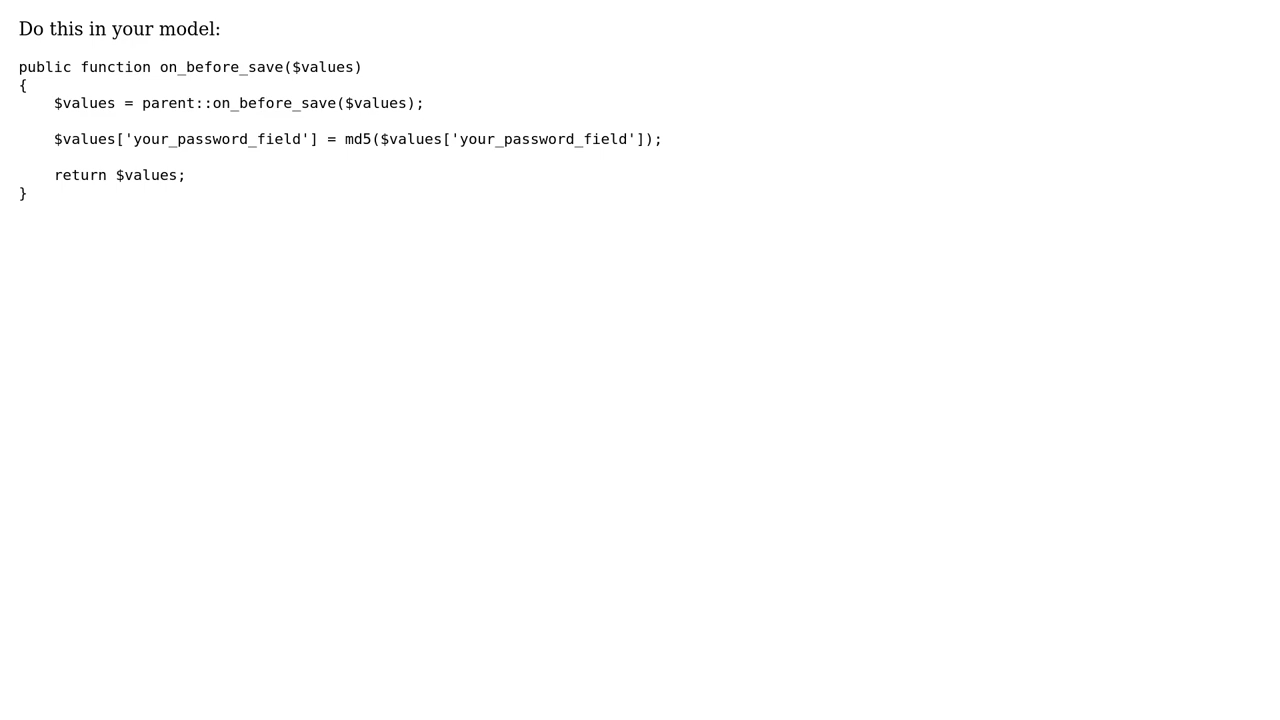 Do this in your model:
public function on_before_save($values)
{
    $values = parent::on_before_save($values);
    $values['your_password_field'] = md5($values['your_password_field']);
    return $values;
}